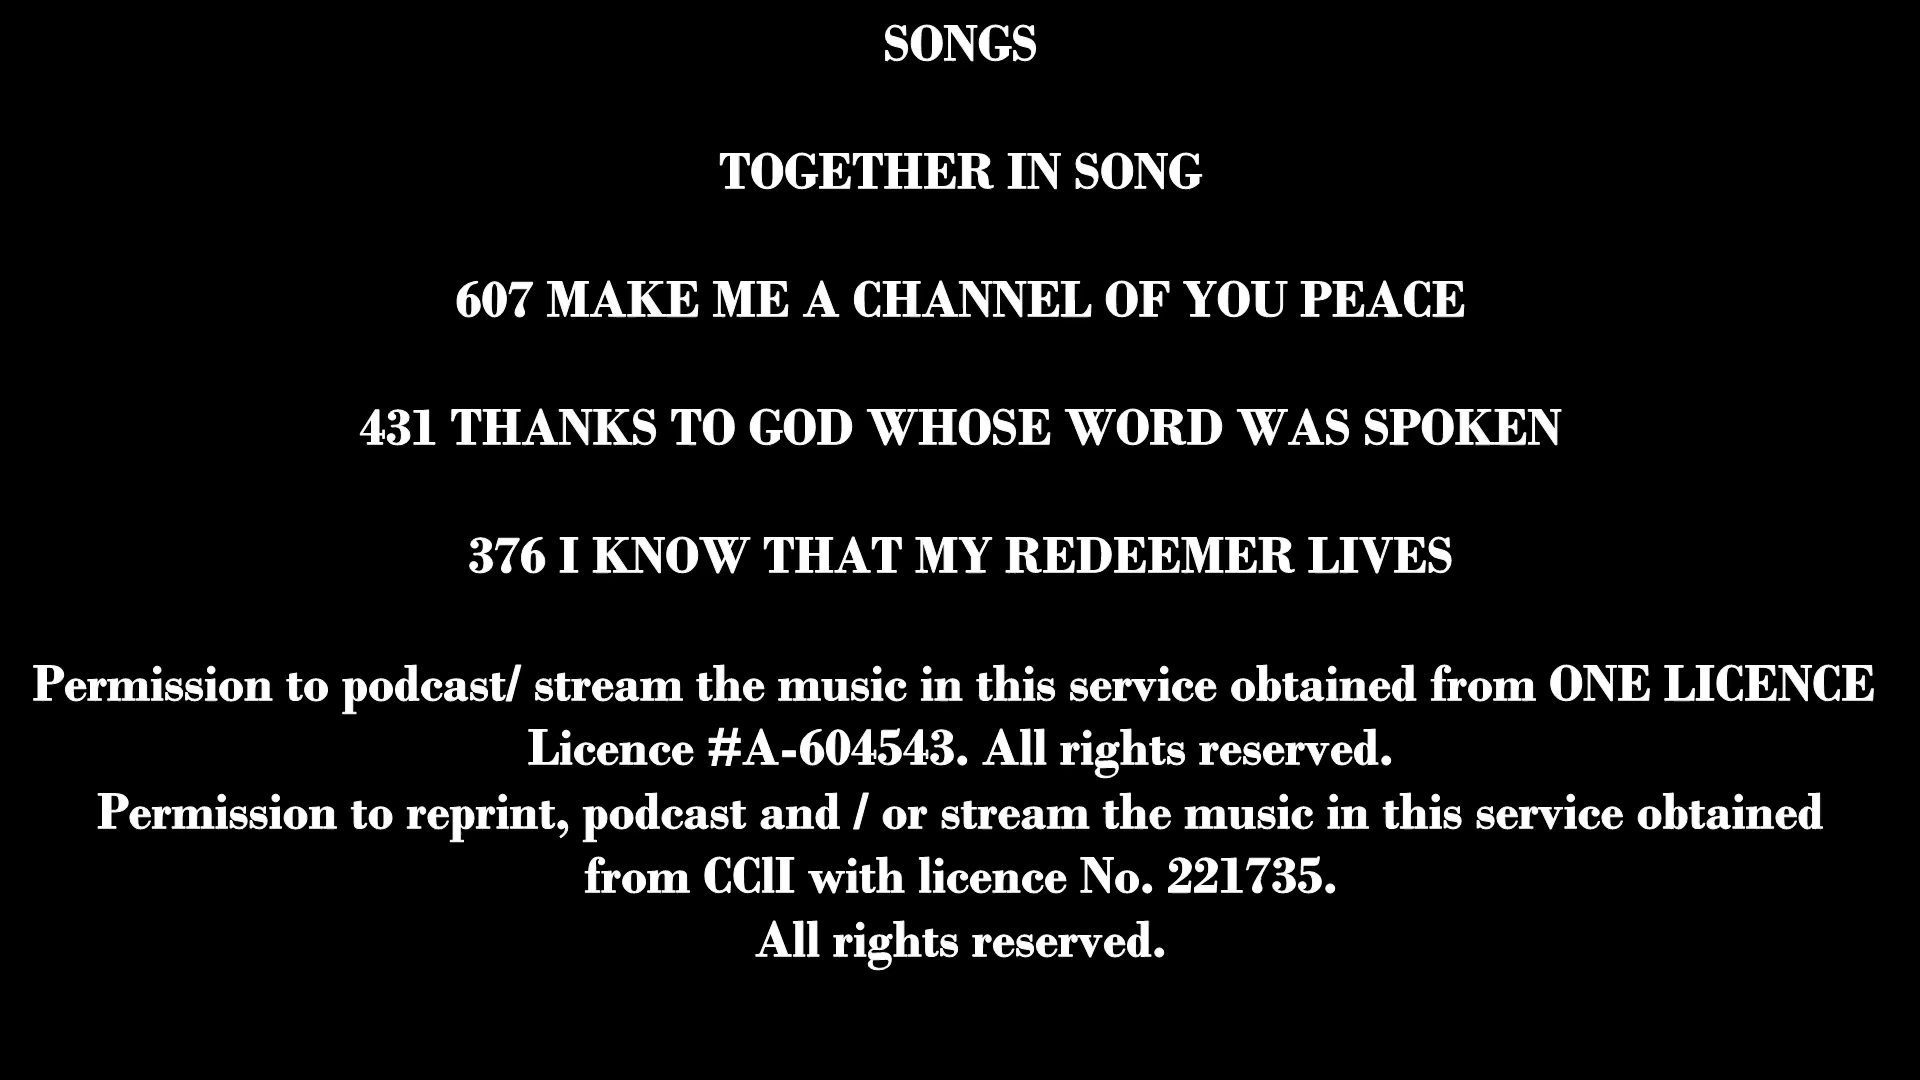 SONGS
TOGETHER IN SONG
607 MAKE ME A CHANNEL OF YOU PEACE
431 THANKS TO GOD WHOSE WORD WAS SPOKEN
376 I KNOW THAT MY REDEEMER LIVES
Permission to podcast/ stream the music in this service obtained from ONE LICENCE
Licence #A-604543. All rights reserved.
Permission to reprint, podcast and / or stream the music in this service obtained
from CClI with licence No. 221735.
All rights reserved.